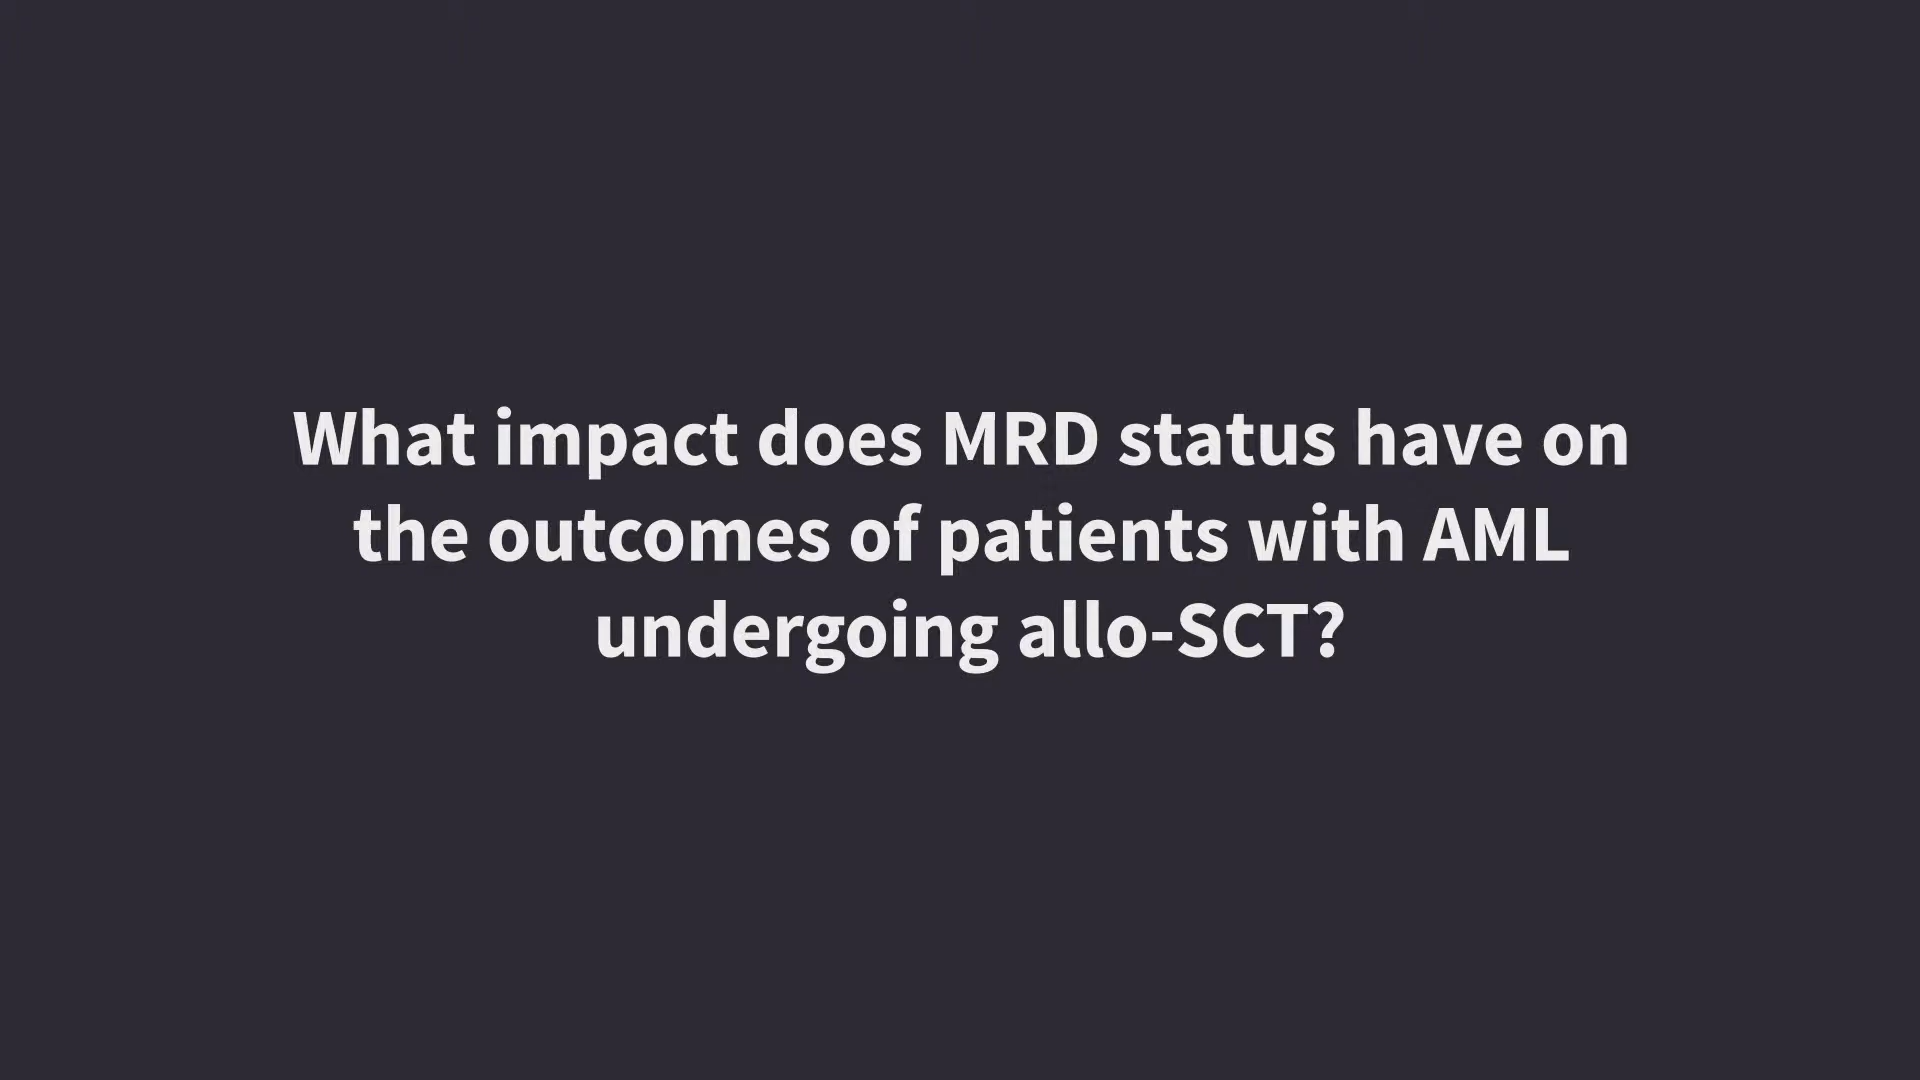 What impact does MRD status have on
the outcomes of patients with AML
undergoing allo-SCT?